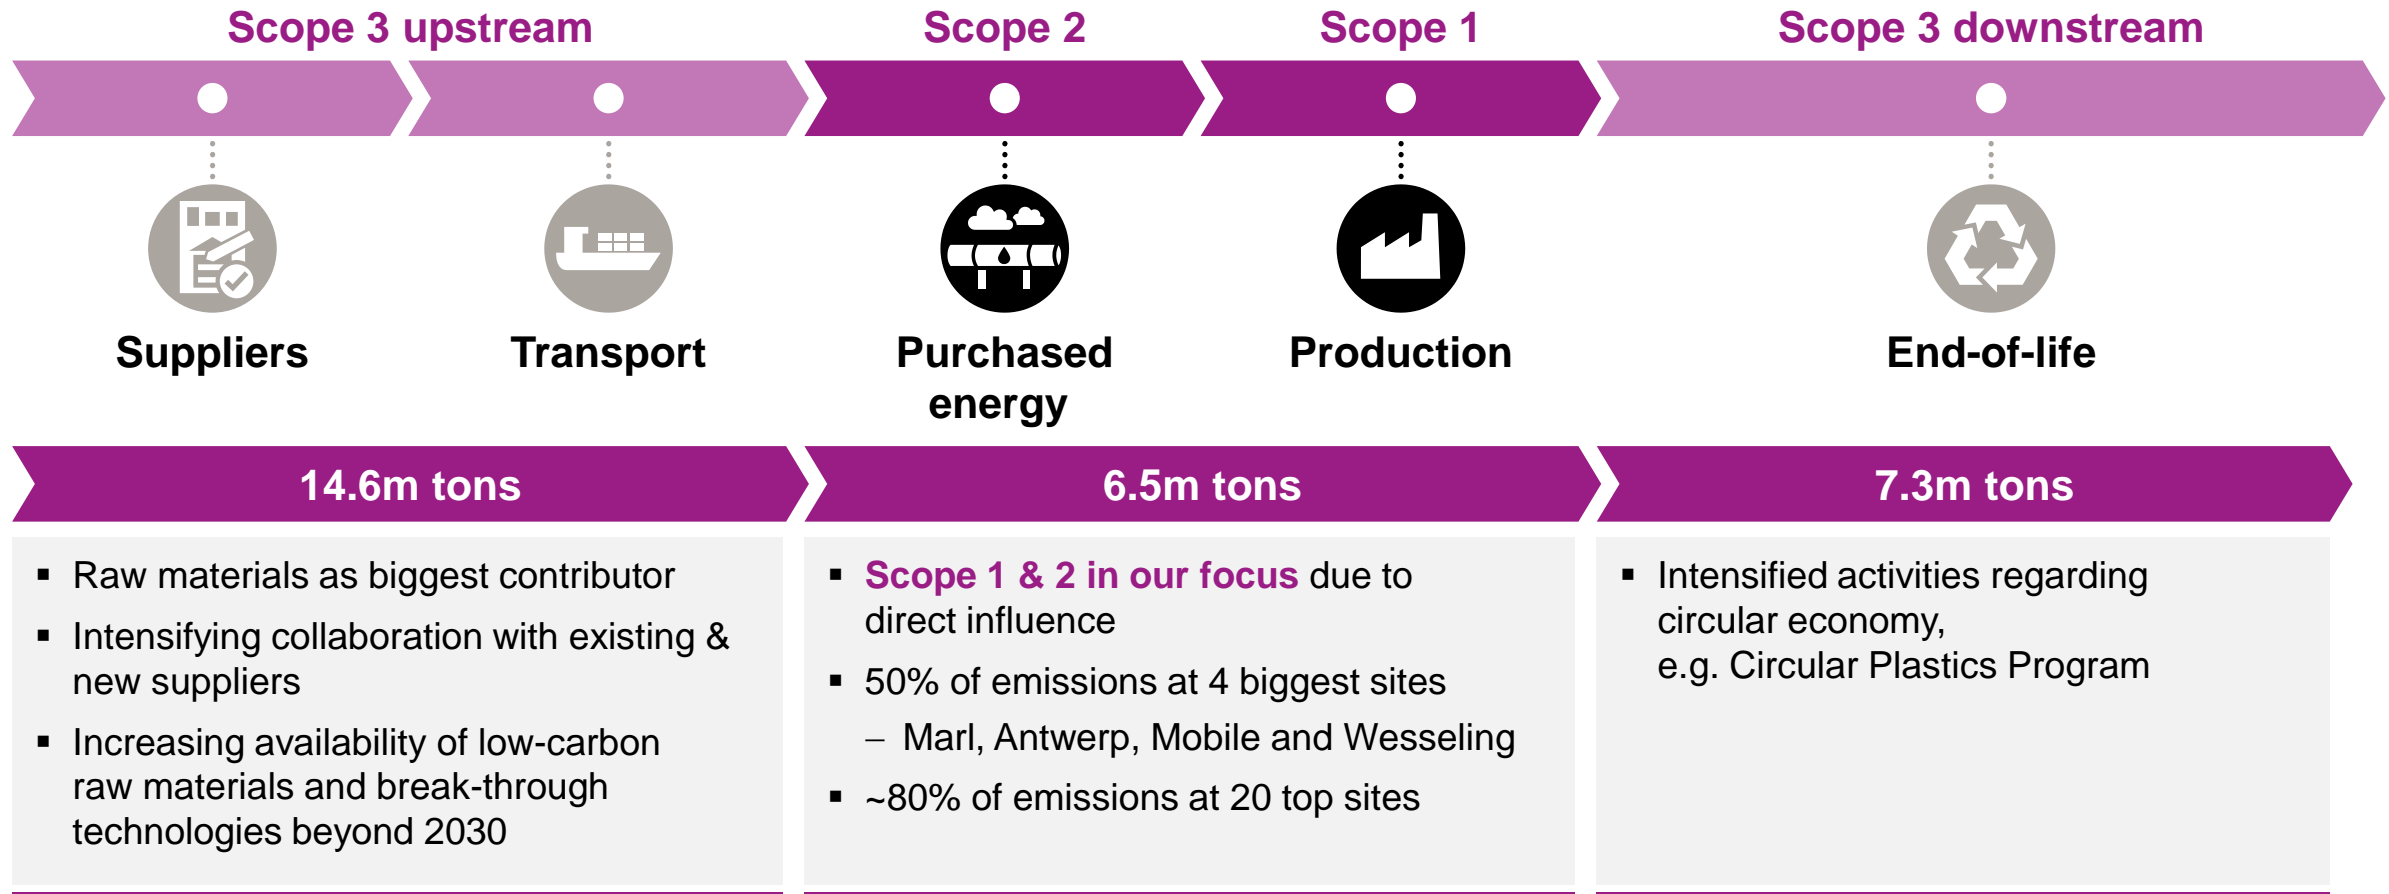 Scope 3 upstream
Scope 2
Scope 1
Scope 3 downstream
Suppliers
Transport
Purchased
energy
Production
End-of-life
14.6m tons
6.5m tons
7.3m tons
▪ Raw materials as biggest contributor
▪ Intensifying collaboration with existing &
new suppliers
▪ Increasing availability of low-carbon
raw materials and break-through
technologies beyond 2030
▪ Scope 1 & 2 in our focus due to
direct influence
▪ 50% of emissions at 4 biggest sites
– Marl, Antwerp, Mobile and Wesseling
▪ ~80% of emissions at 20 top sites
▪ Intensified activities regarding
circular economy,
e.g. Circular Plastics Program